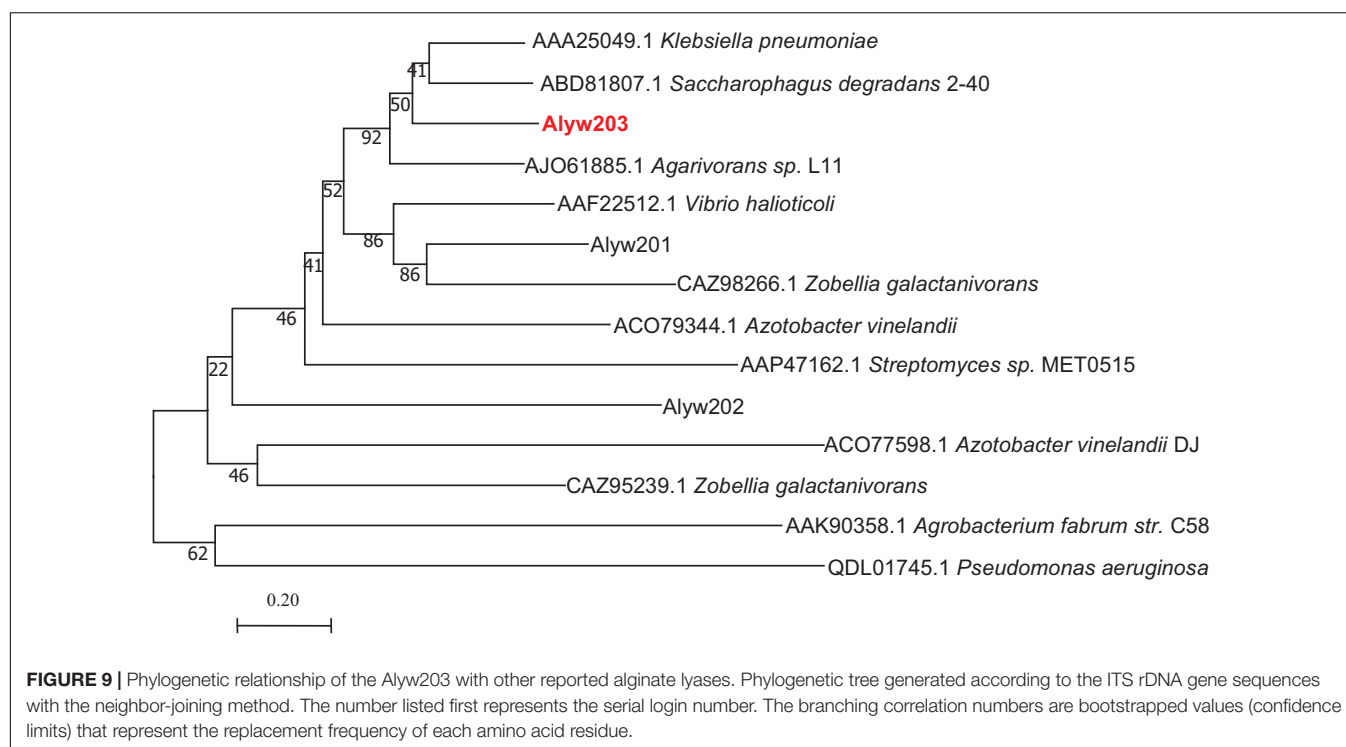 AAA25049.1 Klebsiella pneumoniae
41
ABD81807.1 Saccharophagus degradans 2-40
50
Alyw203
92
AJO61885.1 Agarivorans sp. L11
52
AAF22512.1 Vibrio halioticoli
86
Alyw201
41
86
CAZ98266.1 Zobellia galactanivorans
46
ACO79344.1 Azotobacter vinelandii
22
AAP47162.1 Streptomyces sp. MET0515
Alyw202
ACO77598.1 Azotobacter vinelandii DJ
46
CAZ95239.1 Zobellia galactanivorans
AAK90358.1 Agrobacterium fabrum str. C58
62
QDL01745.1 Pseudomonas aeruginosa
0.20
FIGURE 9 | Phylogenetic relationship of the Alyw203 with other reported alginate lyases. Phylogenetic tree generated according to the ITS rDNA gene sequences
with the neighbor-joining method. The number listed first represents the serial login number. The branching correlation numbers are bootstrapped values (confidence
limits) that represent the replacement frequency of each amino acid residue.